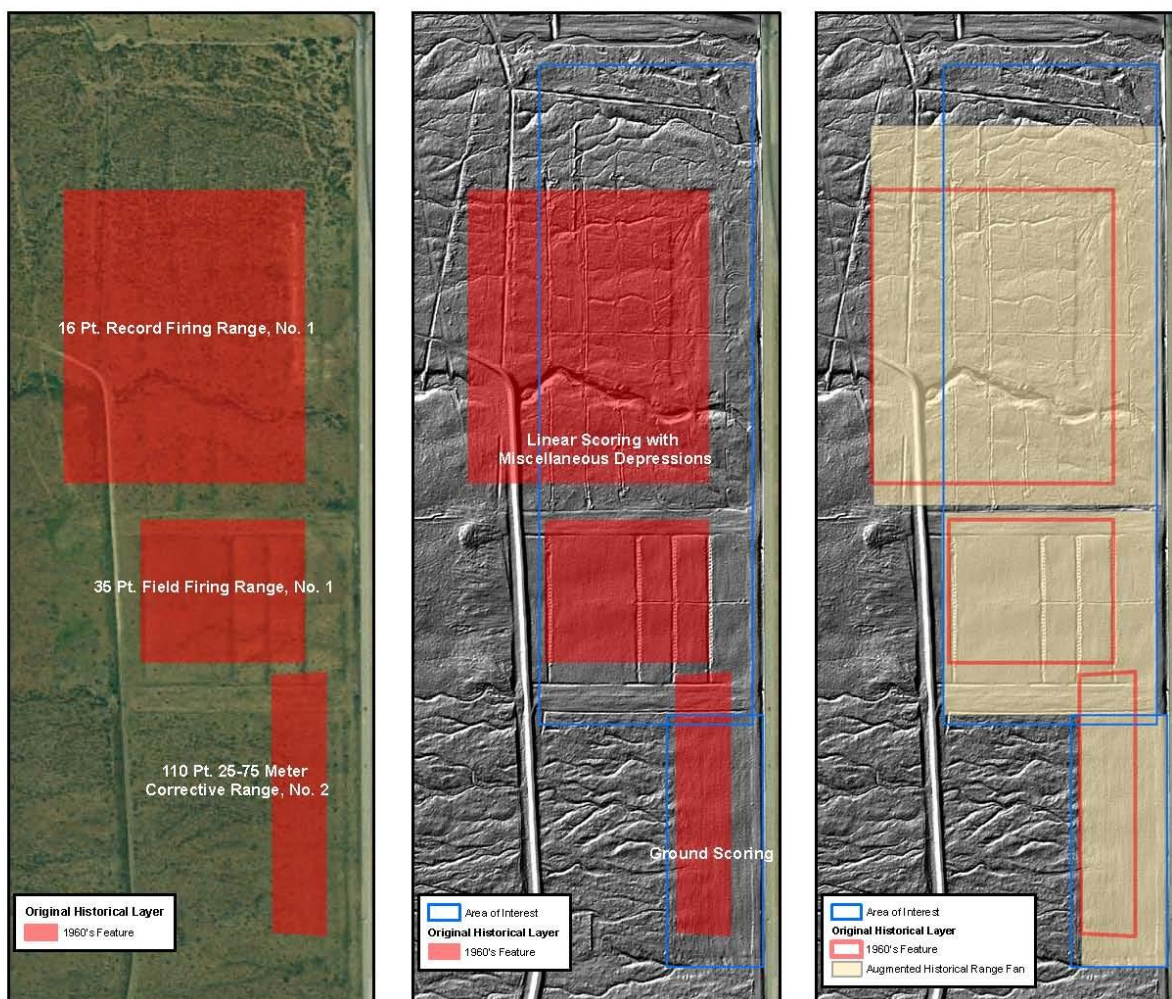 16 Pt. Record Firing Range, No. 1
35 Pt. Field Firing Range, No. 1
110 Pt. 25-75 Meter
Corrective Range, No. 2
Original Historical Layer
1960's Feature
Linear Scoring with
Miscellaneous Depressions
Ground Scoring
Area of Interest
Original Historical Layer
1960's Feature
Area of Interest
Original Historical Layer
1960's Feature
Augmented Historical Range Fan